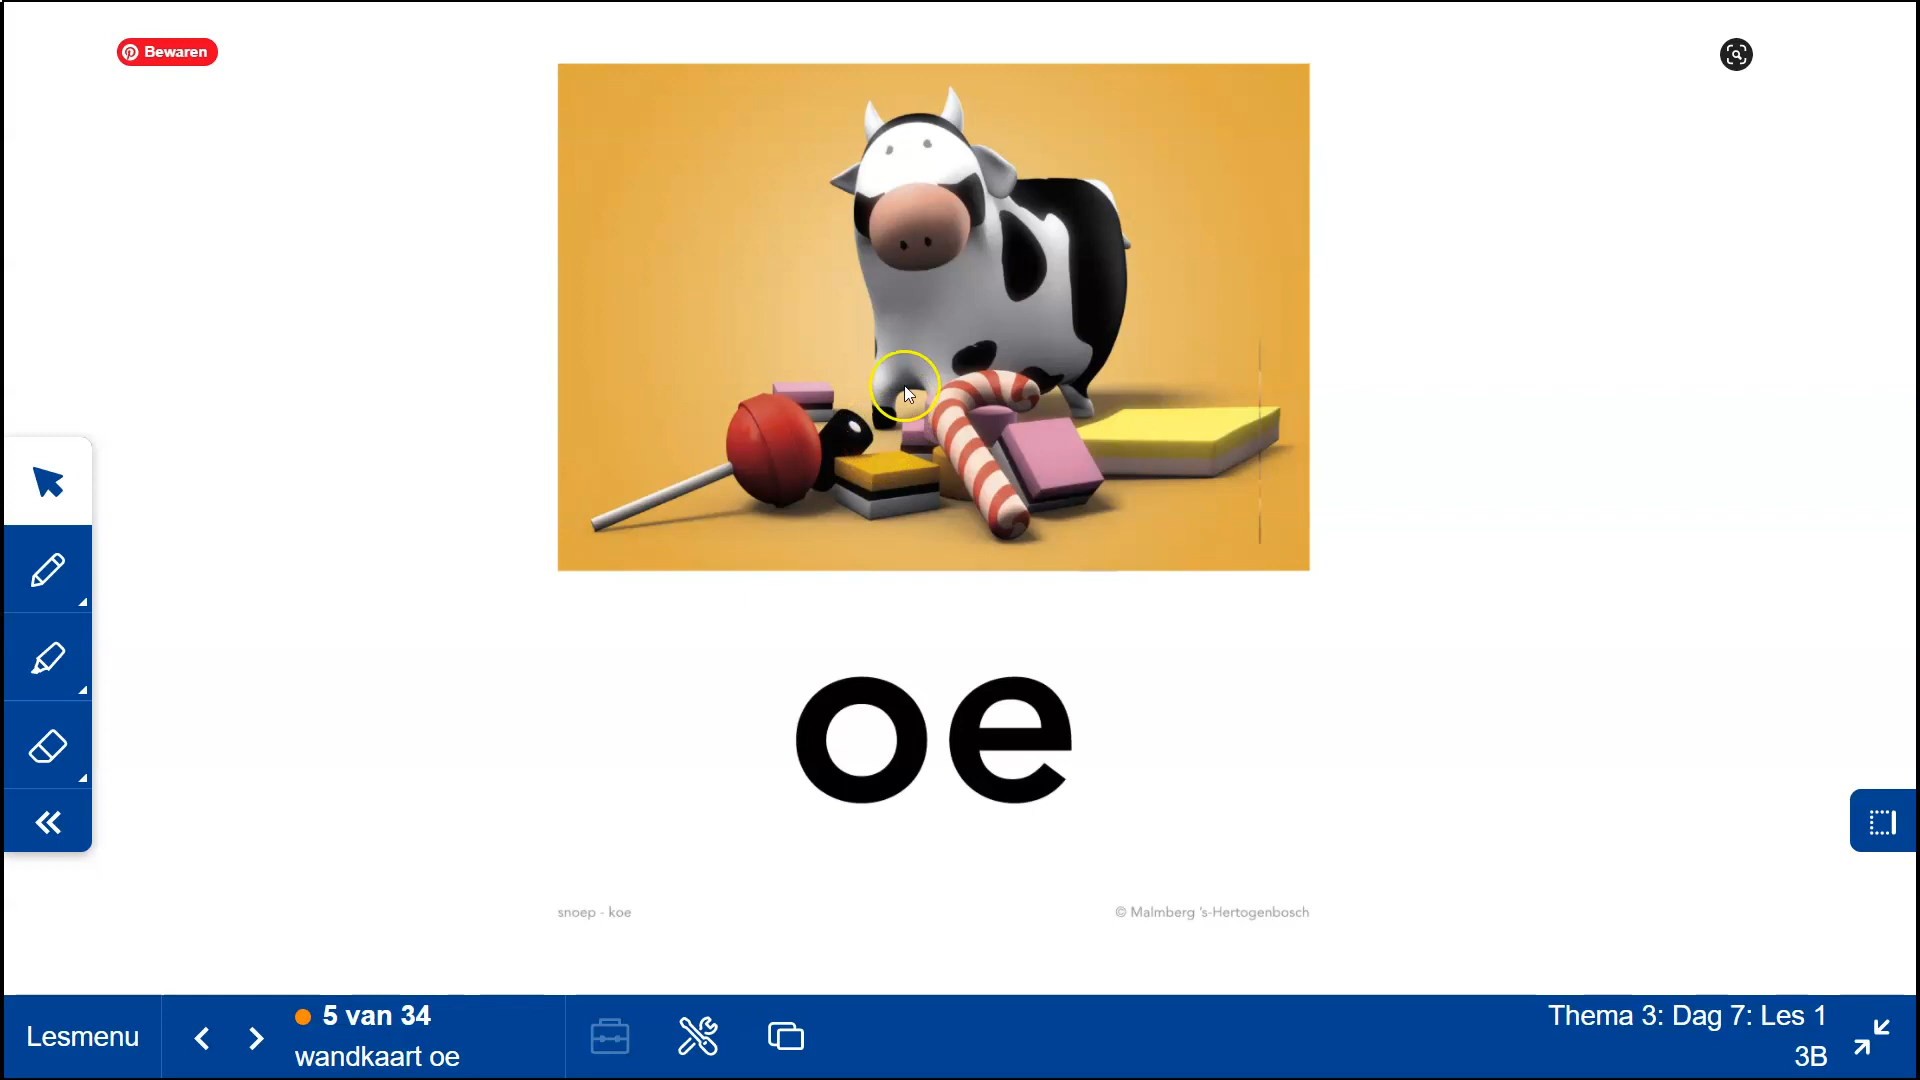 Bewaren
oe
snoep - koe
© Malmberg 's-Hertogenbosch
Lesmenu
5 van 34
wandkaart oe
Thema 3: Dag 7: Les 1
3B